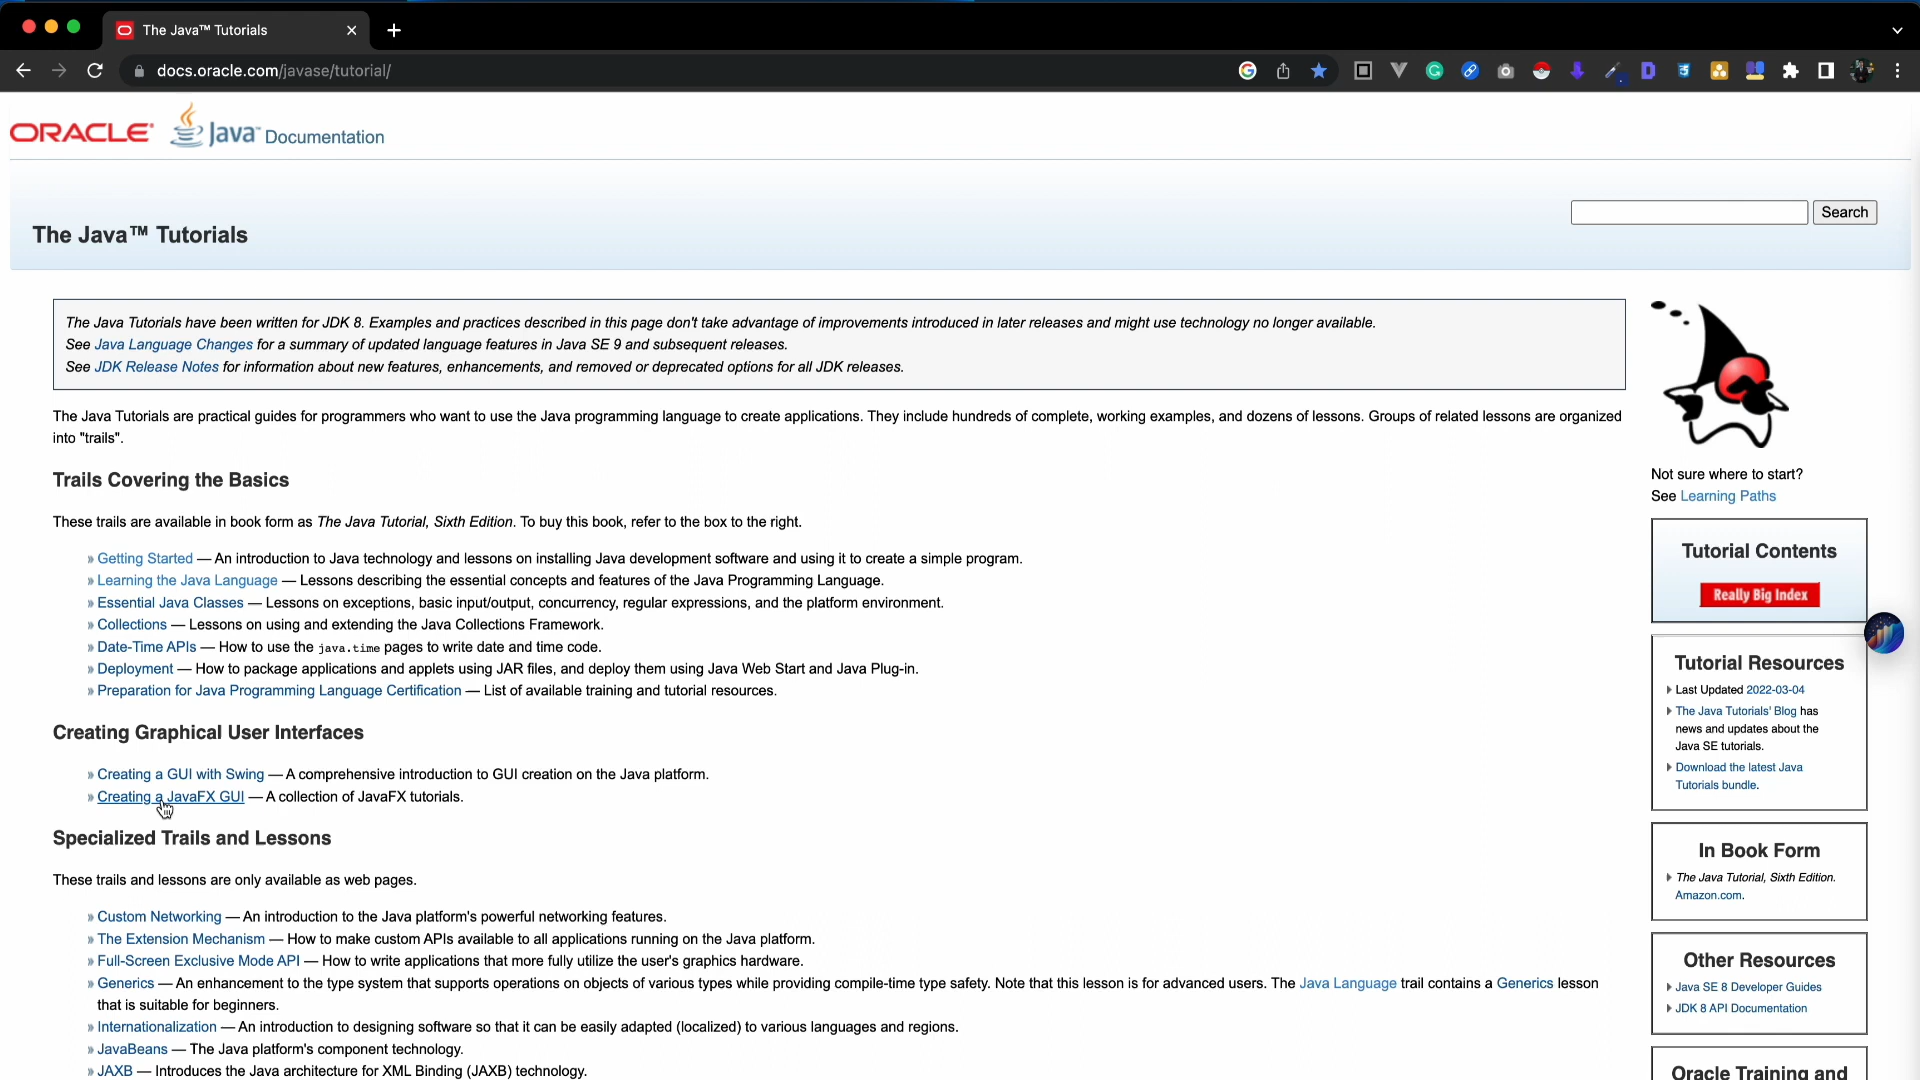 The Java™ Tutorials
docs.oracle.com/javase/tutorial/
ORACLE Java™ Documentation
The Java™ Tutorials
Search
The Java Tutorials have been written for JDK 8. Examples and practices described in this page don't take advantage of improvements introduced in later releases and might use technology no longer available.
See Java Language Changes for a summary of updated language features in Java SE 9 and subsequent releases.
See JDK Release Notes for information about new features, enhancements, and removed or deprecated options for all JDK releases.
The Java Tutorials are practical guides for programmers who want to use the Java programming language to create applications. They include hundreds of complete, working examples, and dozens of lessons. Groups of related lessons are organized
into "trails".
Trails Covering the Basics
These trails are available in book form as The Java Tutorial, Sixth Edition. To buy this book, refer to the box to the right.
» Getting Started — An introduction to Java technology and lessons on installing Java development software and using it to create a simple program.
» Learning the Java Language — Lessons describing the essential concepts and features of the Java Programming Language.
» Essential Java Classes — Lessons on exceptions, basic input/output, concurrency, regular expressions, and the platform environment.
» Collections — Lessons on using and extending the Java Collections Framework.
» Date-Time APIs — How to use the java.time pages to write date and time code.
» Deployment — How to package applications and applets using JAR files, and deploy them using Java Web Start and Java Plug-in.
» Preparation for Java Programming Language Certification — List of available training and tutorial resources.
Creating Graphical User Interfaces
» Creating a GUI with Swing — A comprehensive introduction to GUI creation on the Java platform.
» Creating a JavaFX GUI — A collection of JavaFX tutorials.
Specialized Trails and Lessons
These trails and lessons are only available as web pages.
» Custom Networking — An introduction to the Java platform's powerful networking features.
» The Extension Mechanism — How to make custom APIs available to all applications running on the Java platform.
» Full-Screen Exclusive Mode API — How to write applications that more fully utilize the user's graphics hardware.
» Generics — An enhancement to the type system that supports operations on objects of various types while providing compile-time type safety. Note that this lesson is for advanced users. The Java Language trail contains a Generics lesson
that is suitable for beginners.
» Internationalization — An introduction to designing software so that it can be easily adapted (localized) to various languages and regions.
» JavaBeans — The Java platform's component technology.
» JAXB — Introduces the Java architecture for XML Binding (JAXB) technology.
Not sure where to start?
See Learning Paths
Tutorial Contents
Really Big Index
Tutorial Resources
Last Updated 2022-03-04
The Java Tutorials' Blog has
news and updates about the
Java SE tutorials.
Download the latest Java
Tutorials bundle.
In Book Form
The Java Tutorial, Sixth Edition.
Amazon.com.
Other Resources
Java SE 8 Developer Guides
JDK 8 API Documentation
Oracle Training and